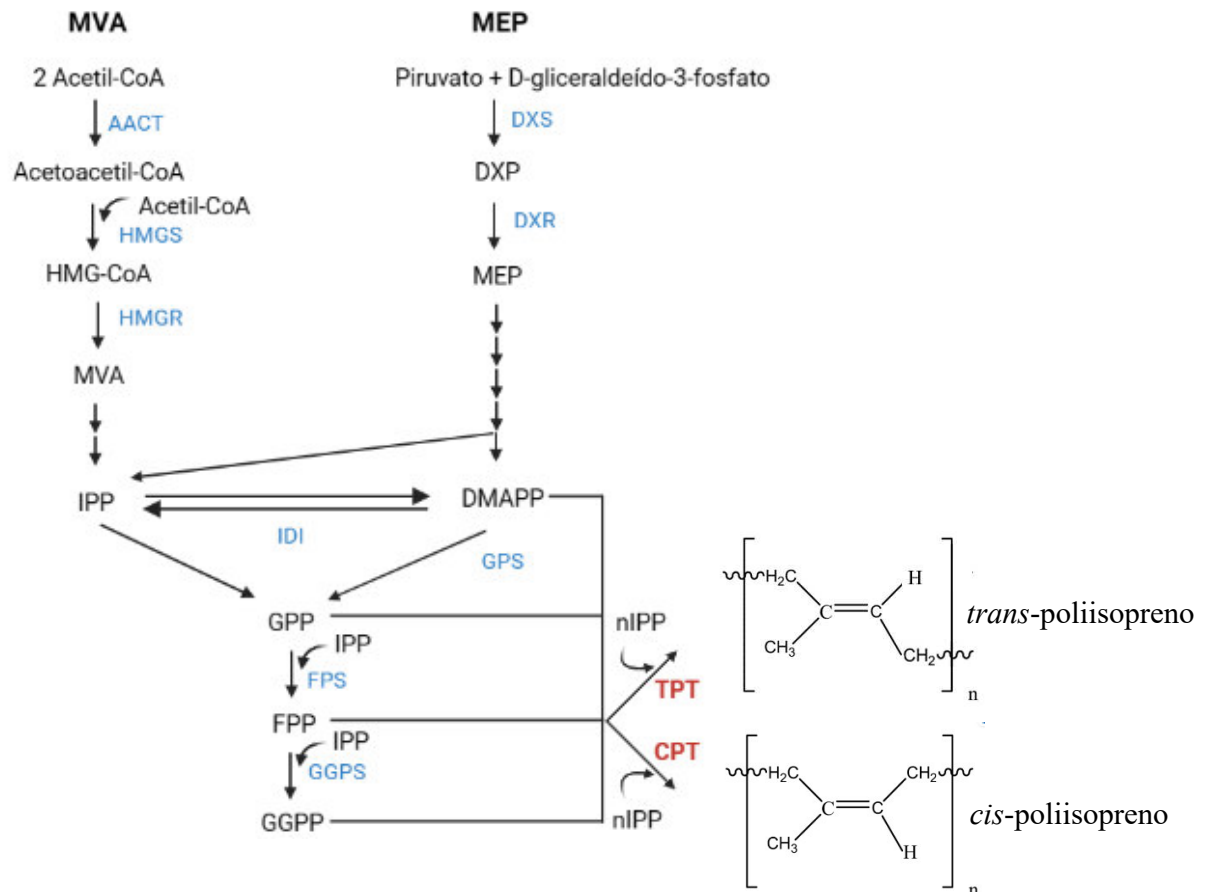 MVA
MEP
2 Acetil-CoA
Piruvato + D-gliceraldeído-3-fosfato
AACT
DXS
Acetoacetil-CoA
DXP
Acetil-CoA
HMGS
DXR
HMG-CoA
MEP
HMGR
MVA
IPP
DMAPP
IDI
GPS
GPP
IPP
FPS
FPP
IPP
GGPS
GGPP
nIPP
TPT
CPT
nIPP
H
H₂C
C
C
CH₃
CH₂
n
trans-poliisopreno
H₂C
CH₂
C
C
CH₃
H
n
cis-poliisopreno